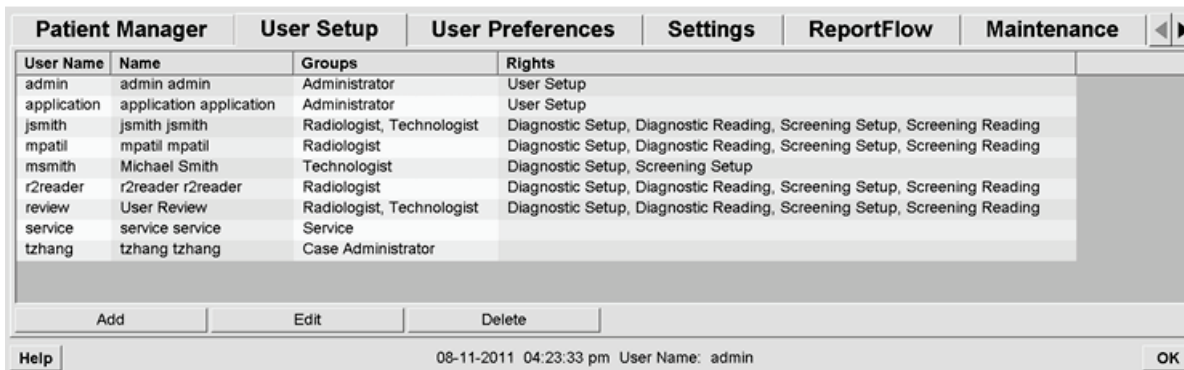 Patient Manager User Setup User Preferences Settings ReportFlow Maintenance
User Name Name Groups Rights
admin admin admin Administrator User Setup
application application application Administrator User Setup
jsmith jsmith jsmith Radiologist, Technologist Diagnostic Setup, Diagnostic Reading, Screening Setup, Screening Reading
mpatil mpatil mpatil Radiologist Diagnostic Setup, Diagnostic Reading, Screening Setup, Screening Reading
msmith Michael Smith Technologist Diagnostic Setup, Screening Setup
r2reader r2reader r2reader Radiologist Diagnostic Setup, Diagnostic Reading, Screening Setup, Screening Reading
review User Review Radiologist, Technologist Diagnostic Setup, Diagnostic Reading, Screening Setup, Screening Reading
service service service Service
tzhang tzhang tzhang Case Administrator
Add Edit Delete
Help 08-11-2011 04:23:33 pm User Name: admin OK